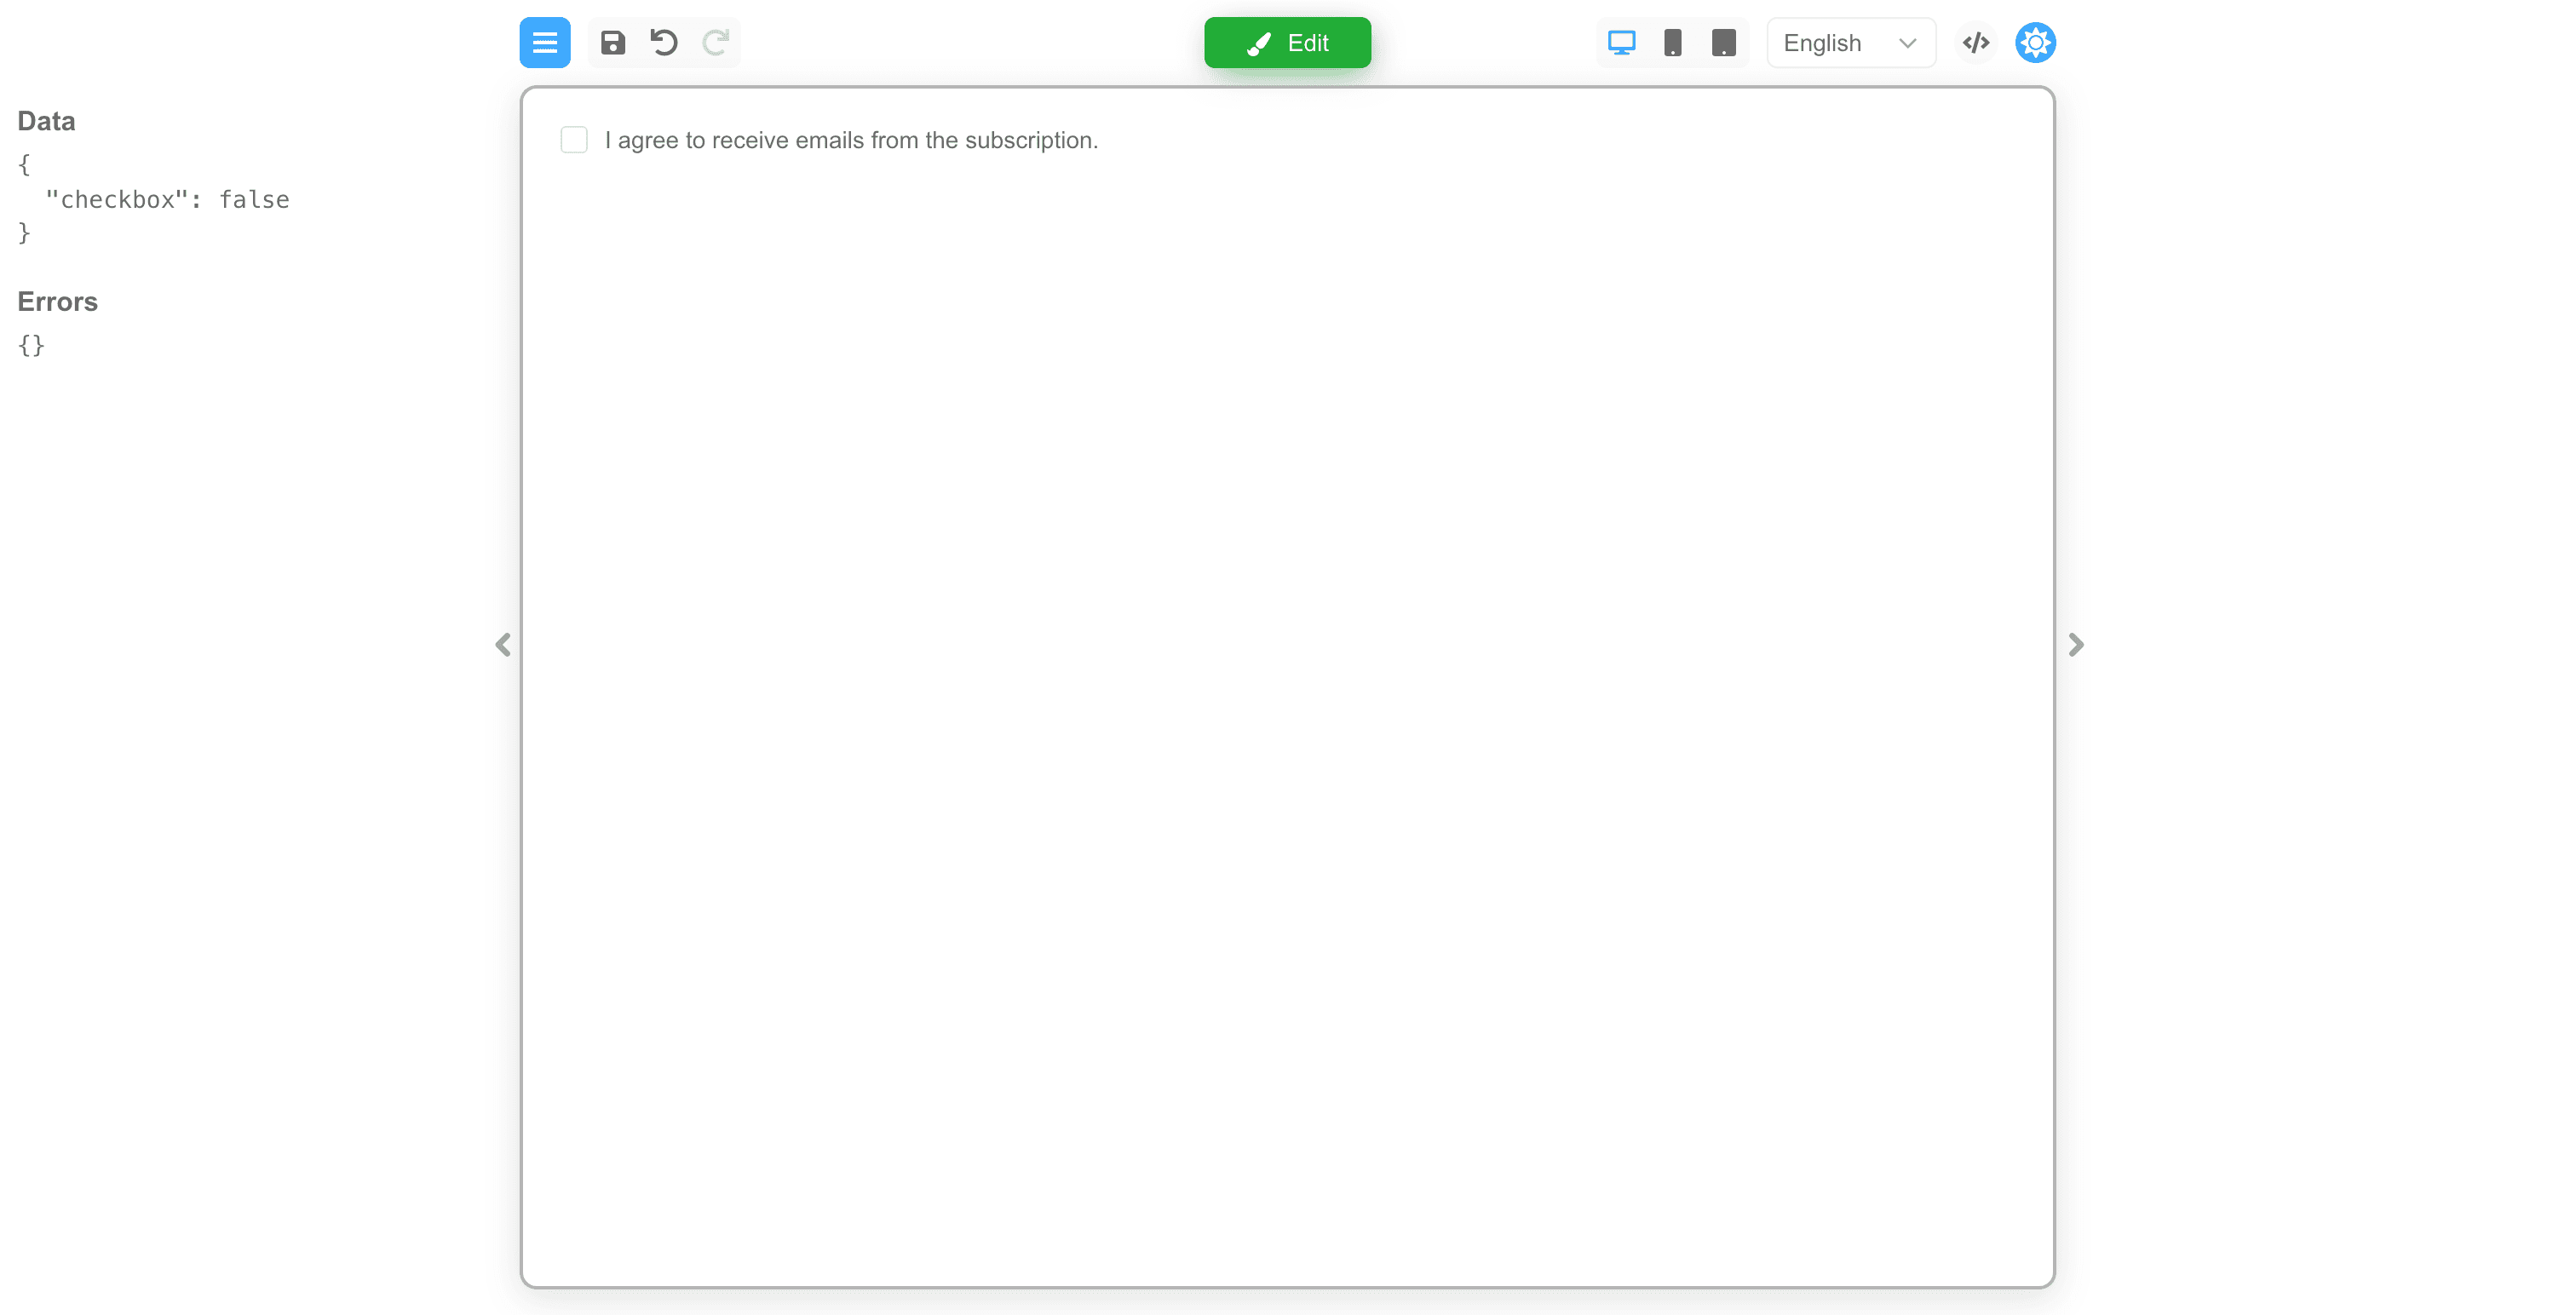 Edit
English
Data
{
"checkbox": false
}
Errors
{}
I agree to receive emails from the subscription.